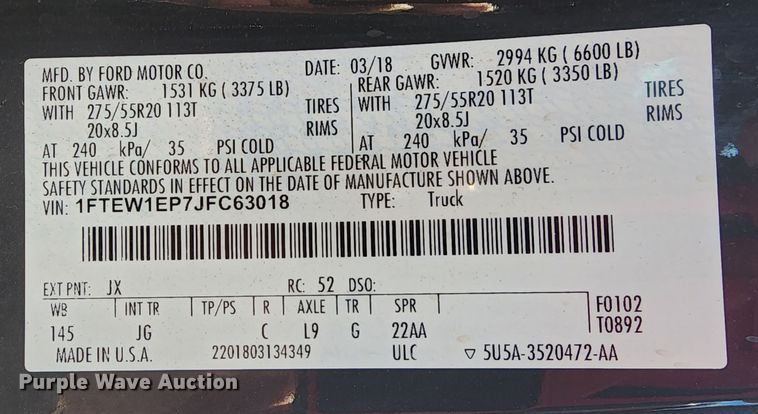 MFD. BY FORD MOTOR CO. DATE: 03/18 GVWR: 2994 KG ( 6600 LB)
FRONT GAWR: 1531 KG ( 3375 LB) REAR GAWR: 1520 KG ( 3350 LB)
WITH 275/55R20 113T TIRES WITH 275/55R20 113T TIRES
20x8.5J RIMS 20x8.5J RIMS
AT 240 kPa/ 35 PSI COLD AT 240 kPa/ 35 PSI COLD
THIS VEHICLE CONFORMS TO ALL APPLICABLE FEDERAL MOTOR VEHICLE
SAFETY STANDARDS IN EFFECT ON THE DATE OF MANUFACTURE SHOWN ABOVE.
VIN: 1FTEW1EP7JFC63018 TYPE: Truck
EXT PNT: JX RC: 52 DSO:
WB INT TR TP/PS R AXLE TR SPR F0102
145 JG C L9 G 22AA T0892
MADE IN U.S.A. 2201803134349 ULC ▽ 5U5A-3520472-AA
Purple Wave Auction